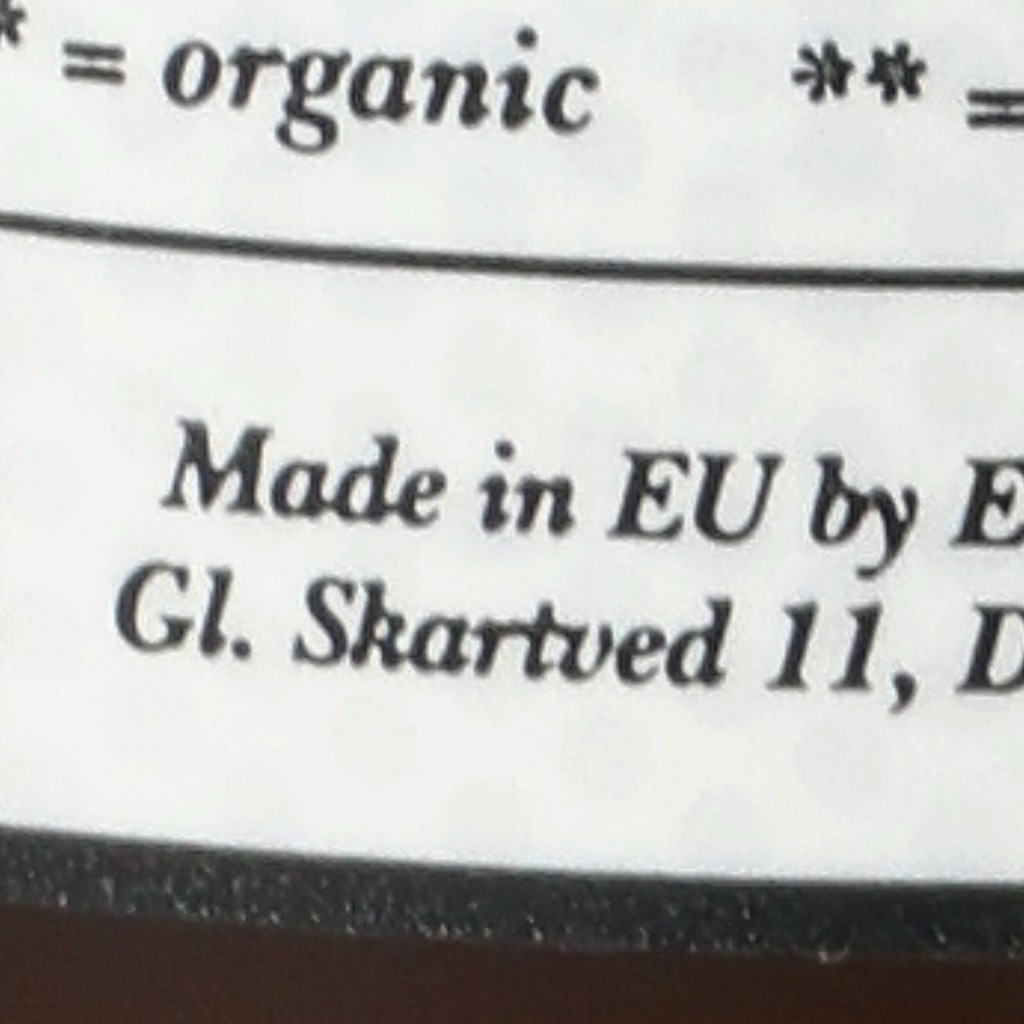 * = organic ** =
Made in EU by E
Gl. Skartved 11, D